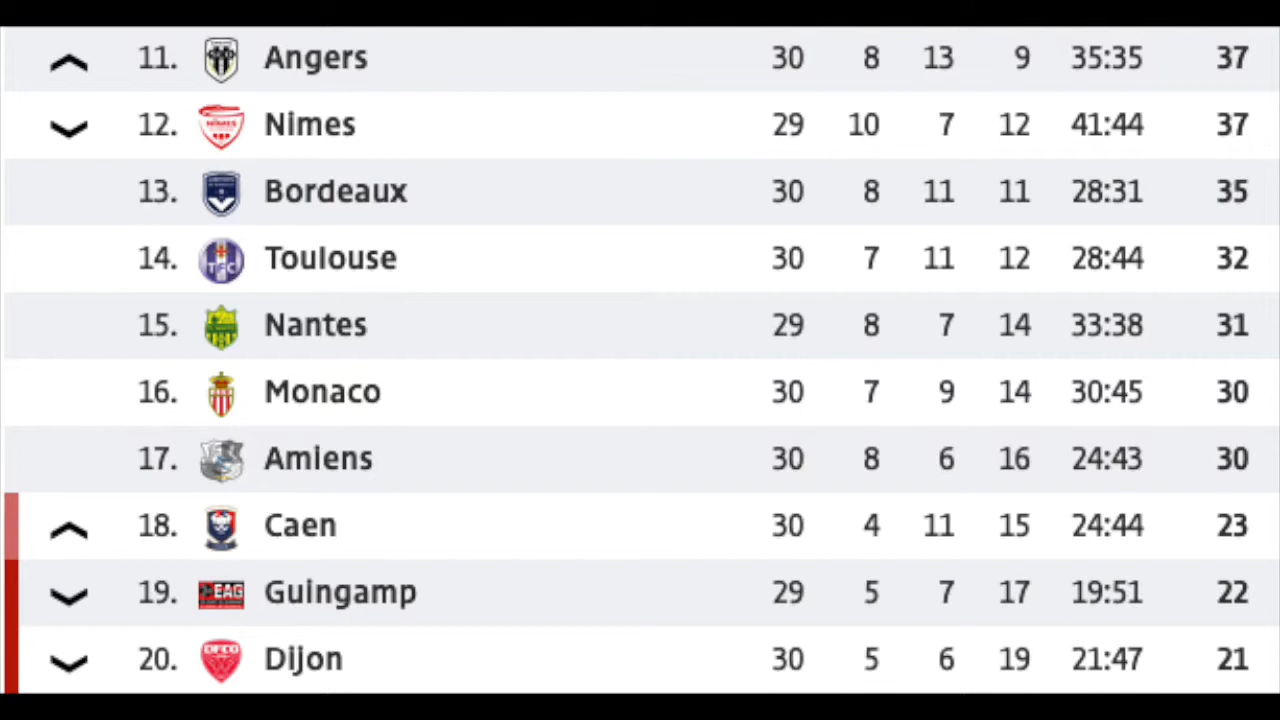 11. Angers 30 8 13 9 35:35 37
12. NIMES Nimes 29 10 7 12 41:44 37
13. Bordeaux 30 8 11 11 28:31 35
14. TFC Toulouse 30 7 11 12 28:44 32
15. Nantes 29 8 7 14 33:38 31
16. Monaco 30 7 9 14 30:45 30
17. Amiens 30 8 6 16 24:43 30
18. Caen 30 4 11 15 24:44 23
19. EAG Guingamp 29 5 7 17 19:51 22
20. DFCO Dijon 30 5 6 19 21:47 21